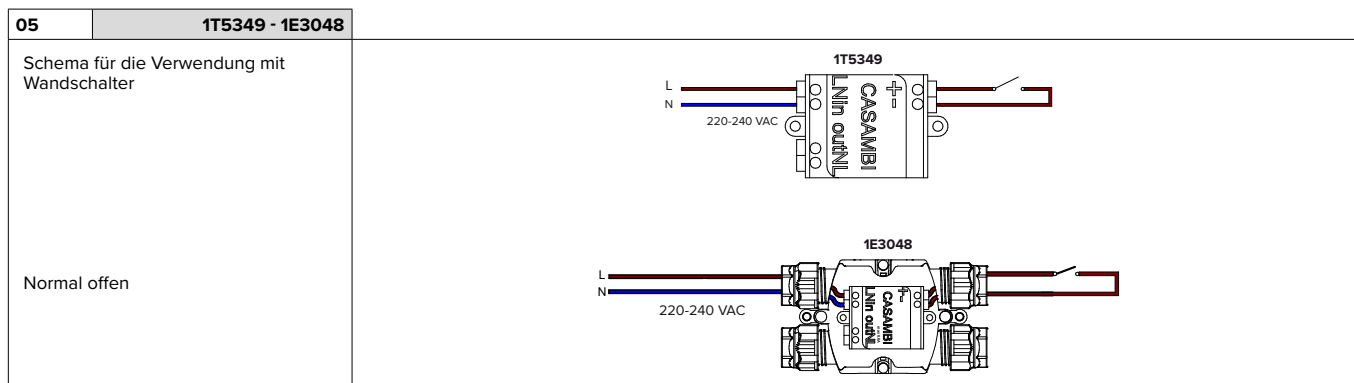 05
1T5349 - 1E3048
Schema für die Verwendung mit
Wandschalter
1T5349
L
N
220-240 VAC
LNin outNL
CASAMBI
+
-
Normal offen
1E3048
L
N
220-240 VAC
LNin outNL
CASAMBI
+
-